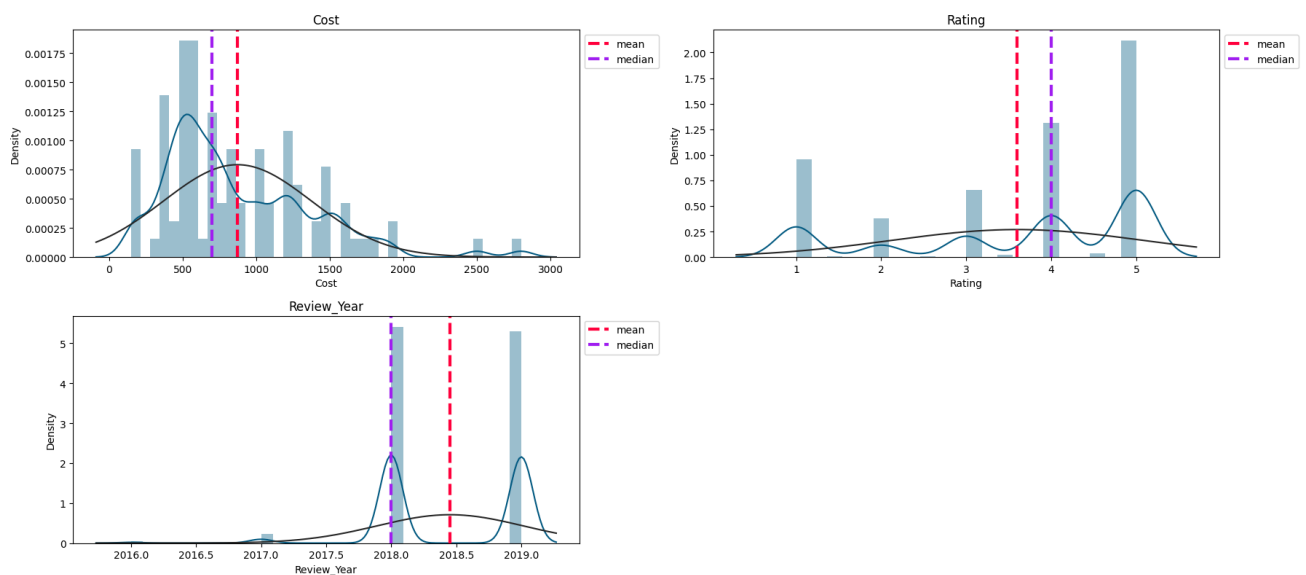 Cost
mean
median
0.00175
0.00150
0.00125
0.00100
0.00075
0.00050
0.00025
0.00000
Density
0 500 1000 1500 2000 2500 3000
Cost
Rating
mean
median
2.00
1.75
1.50
1.25
1.00
0.75
0.50
0.25
0.00
Density
1 2 3 4 5
Rating
Review_Year
mean
median
5
4
3
2
1
0
Density
2016.0 2016.5 2017.0 2017.5 2018.0 2018.5 2019.0
Review_Year